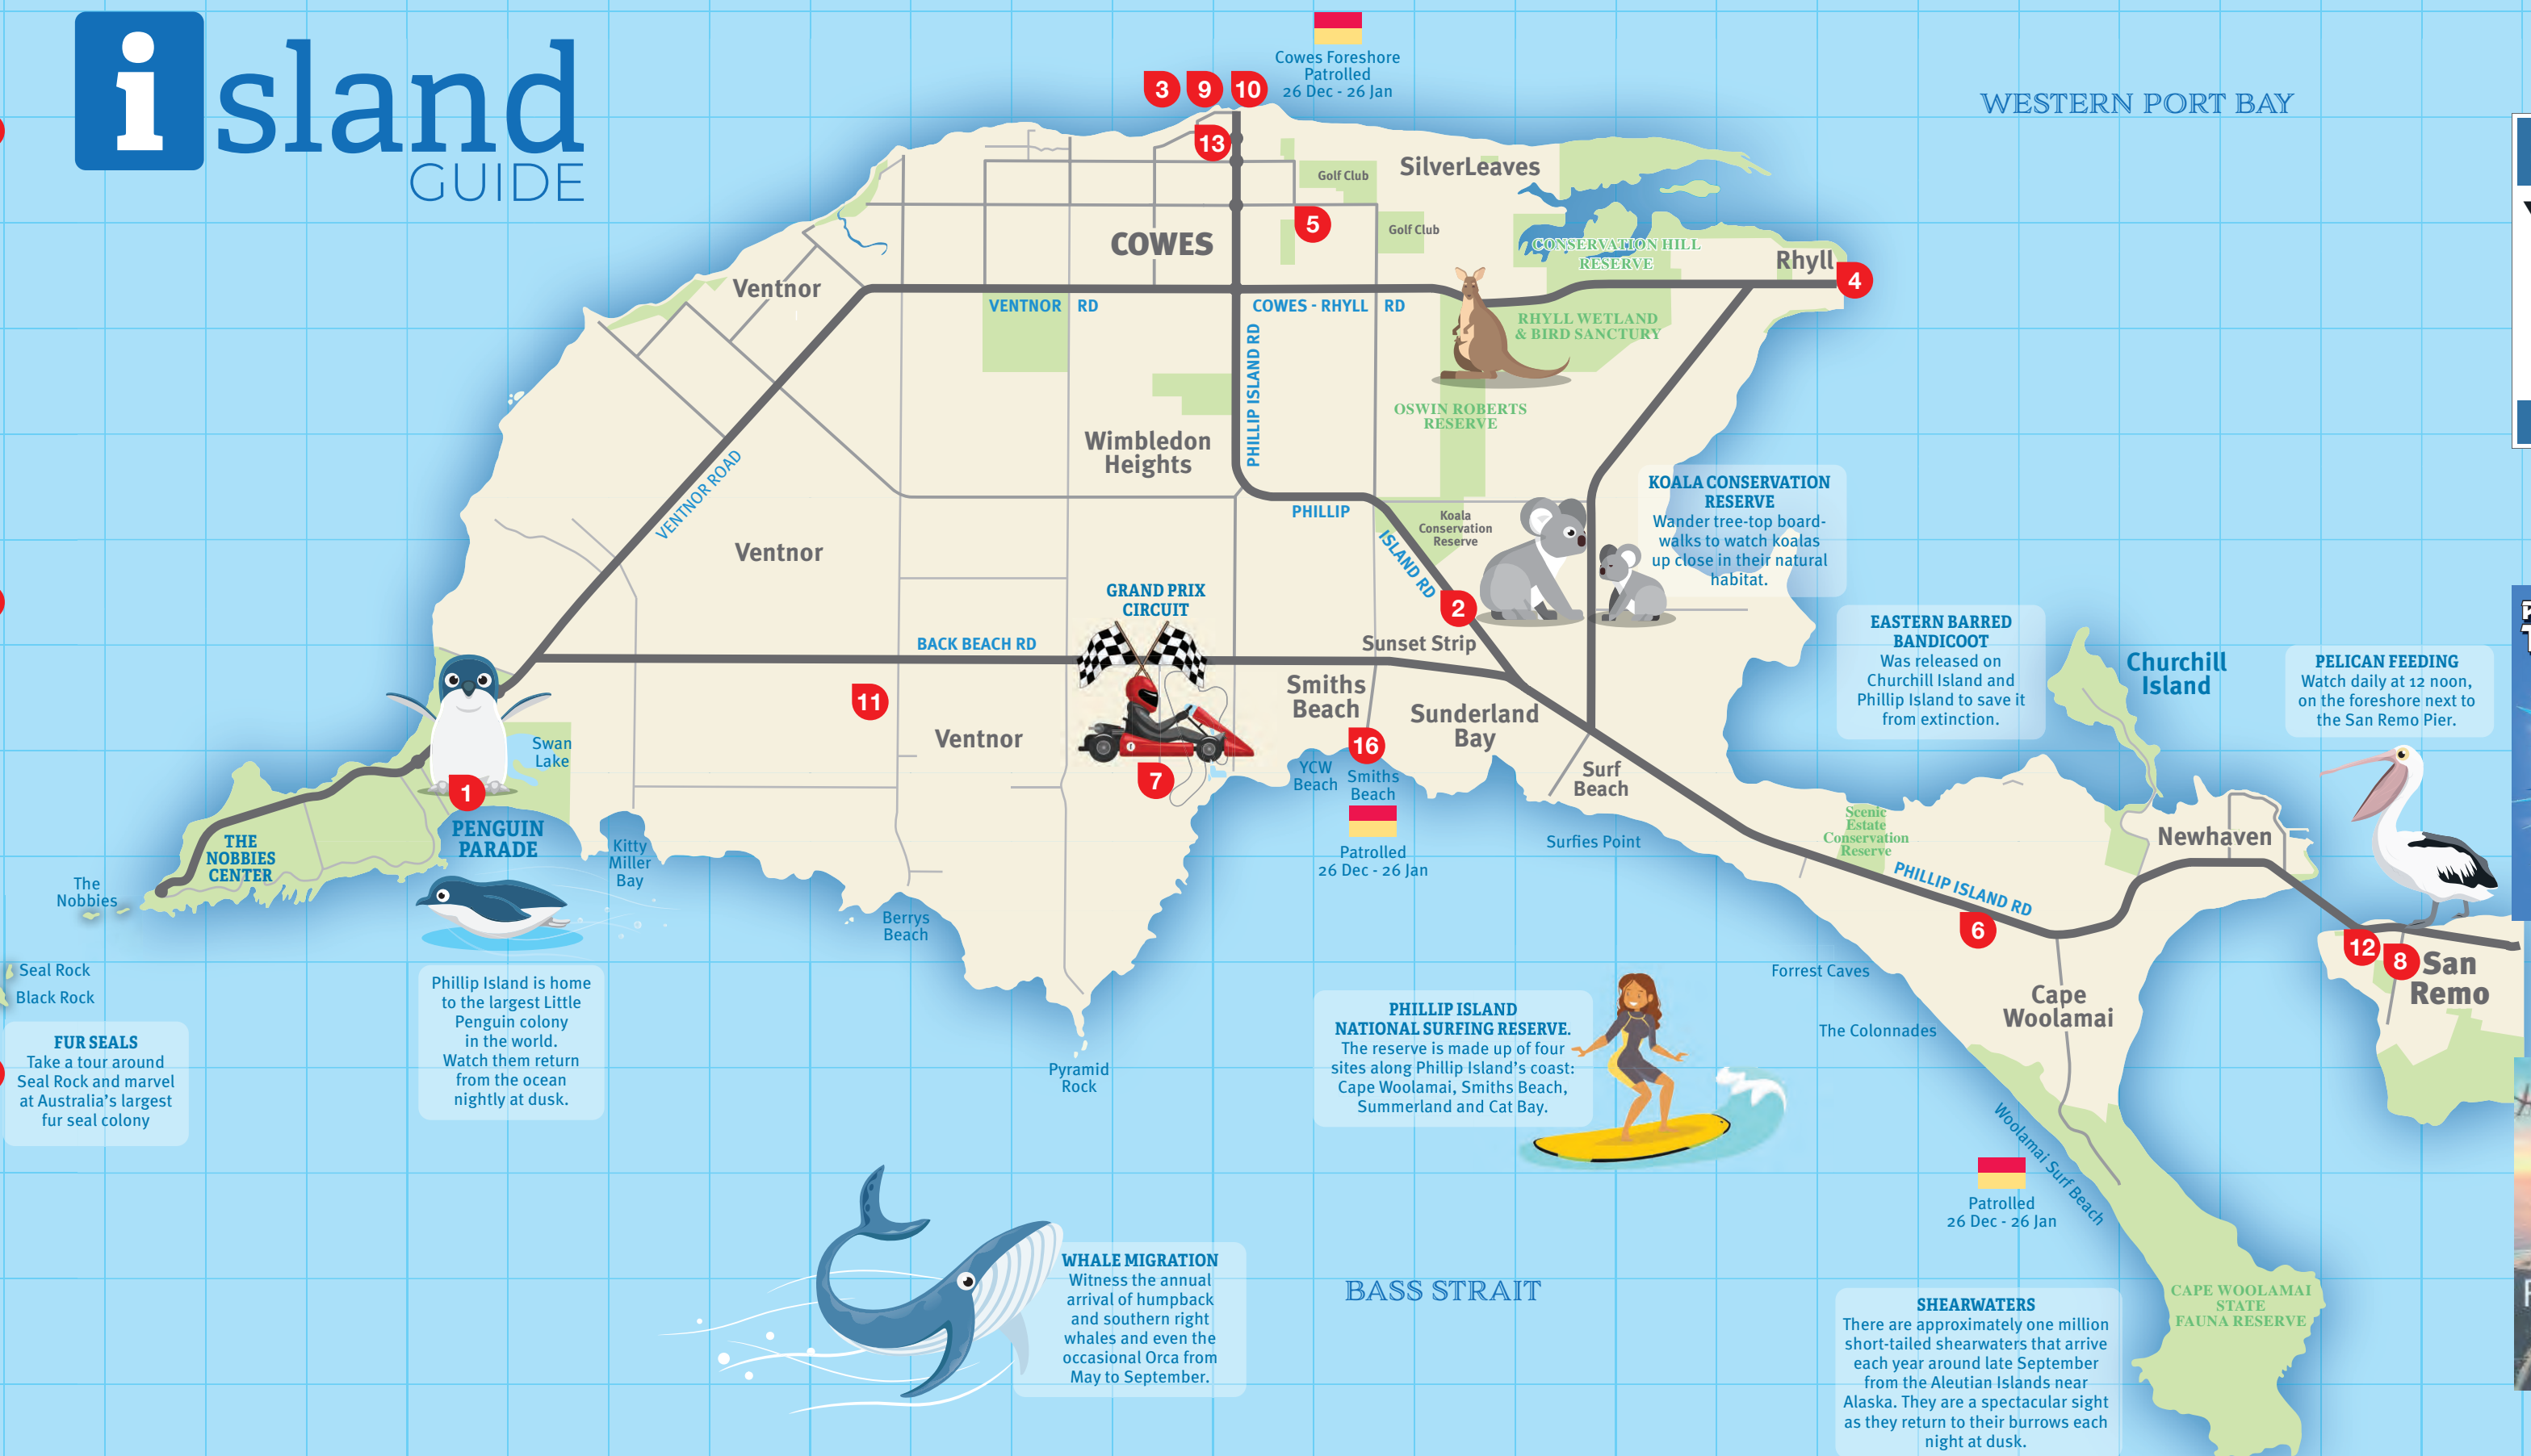 island
GUIDE
Cowes Foreshore
Patrolled
26 Dec - 26 Jan
WESTERN PORT BAY
3
9
10
13
SilverLeaves
Golf Club
5
Golf Club
COWES
CONSERVATION HILL
RESERVE
Rhyll
4
Ventnor
VENTNOR RD
COWES - RHYLL RD
RHYLL WETLAND
& BIRD SANCTURY
PHILLIP ISLAND RD
OSWIN ROBERTS
RESERVE
Wimbledon
Heights
VENTNOR ROAD
KOALA CONSERVATION
RESERVE
Wander tree-top board-
walks to watch koalas
up close in their natural
habitat.
PHILLIP
ISLAND RD
Koala
Conservation
Reserve
Ventnor
GRAND PRIX
CIRCUIT
2
BACK BEACH RD
Sunset Strip
EASTERN BARRED
BANDICOOT
Was released on
Churchill Island and
Phillip Island to save it
from extinction.
Churchill
Island
PELICAN FEEDING
Watch daily at 12 noon,
on the foreshore next to
the San Remo Pier.
11
Smiths
Beach
Sunderland
Bay
Ventnor
Swan
Lake
16
YCW
Beach
Smiths
Beach
7
Surf
Beach
1
PENGUIN
PARADE
THE
NOBBIES
CENTER
Kitty
Miller
Bay
Patrolled
26 Dec - 26 Jan
Surfies Point
Scenic
Estate
Conservation
Reserve
Newhaven
PHILLIP ISLAND RD
The
Nobbies
Berrys
Beach
6
12
8
San
Remo
Seal Rock
Black Rock
Forrest Caves
Cape
Woolamai
The Colonnades
FUR SEALS
Take a tour around
Seal Rock and marvel
at Australia's largest
fur seal colony
Phillip Island is home
to the largest Little
Penguin colony
in the world.
Watch them return
from the ocean
nightly at dusk.
Pyramid
Rock
PHILLIP ISLAND
NATIONAL SURFING RESERVE.
The reserve is made up of four
sites along Phillip Island's coast:
Cape Woolamai, Smiths Beach,
Summerland and Cat Bay.
Woolamai Surf Beach
Patrolled
26 Dec - 26 Jan
WHALE MIGRATION
Witness the annual
arrival of humpback
and southern right
whales and even the
occasional Orca from
May to September.
BASS STRAIT
SHEARWATERS
There are approximately one million
short-tailed shearwaters that arrive
each year around late September
from the Aleutian Islands near
Alaska. They are a spectacular sight
as they return to their burrows each
night at dusk.
CAPE WOOLAMAI
STATE
FAUNA RESERVE